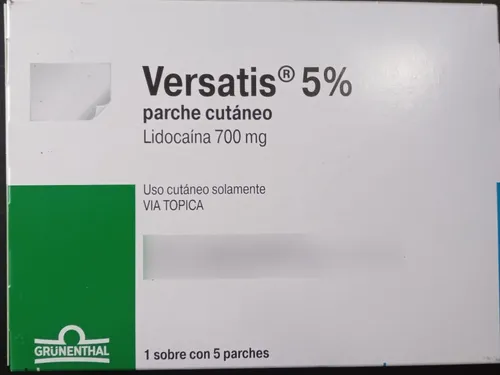 Versatis® 5%
parche cutáneo
Lidocaína 700 mg
Uso cutáneo solamente
VIA TOPICA
GRÜNENTHAL
1 sobre con 5 parches